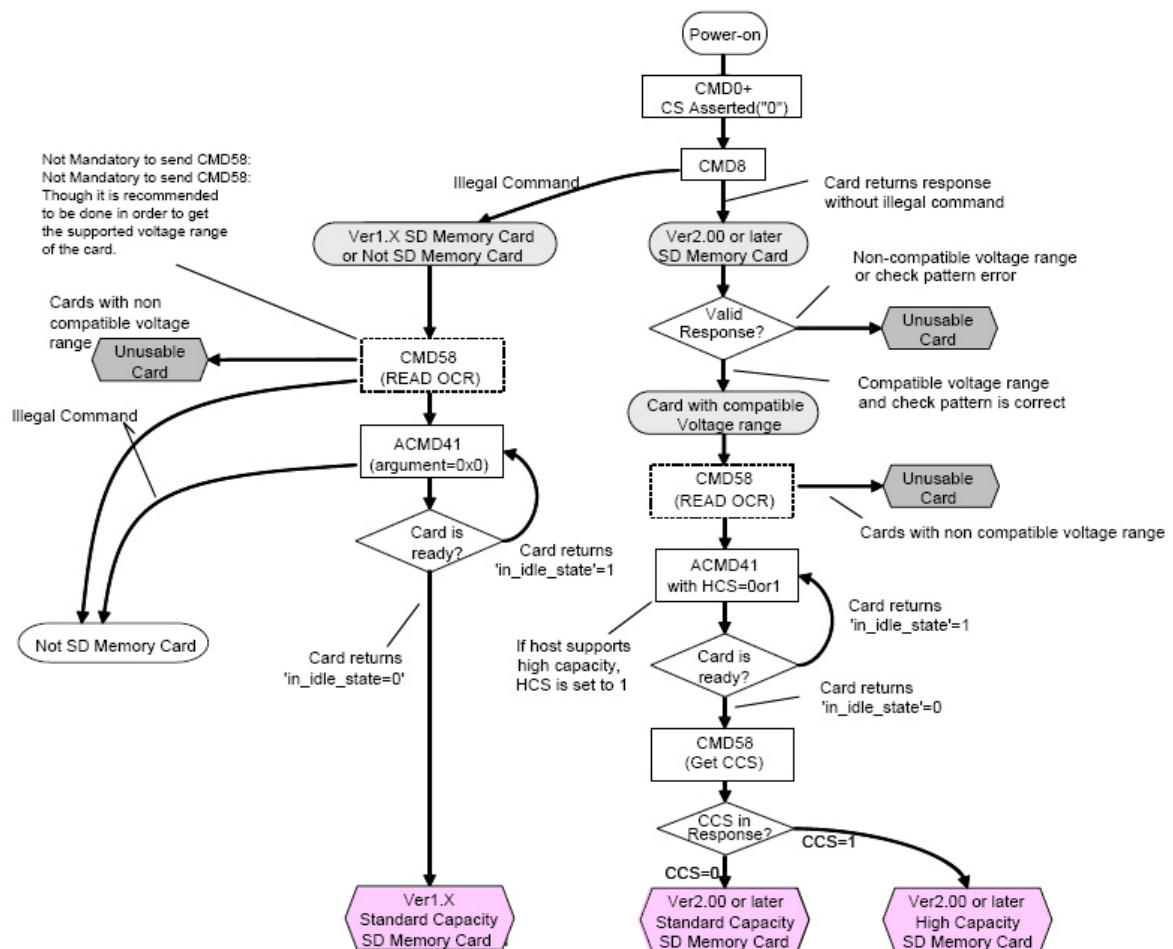 Power-on
CMD0+
CS Asserted("0")
CMD8
Illegal Command
Card returns response
without illegal command
Not Mandatory to send CMD58:
Not Mandatory to send CMD58:
Though it is recommended
to be done in order to get
the supported voltage range
of the card.
Ver1.X SD Memory Card
or Not SD Memory Card
Ver2.00 or later
SD Memory Card
Non-compatible voltage range
or check pattern error
Valid
Response?
Unusable
Card
Cards with non
compatible voltage
range
Unusable
Card
CMD58
(READ OCR)
Compatible voltage range
and check pattern is correct
Card with compatible
Voltage range
Illegal Command
ACMD41
(argument=0x0)
CMD58
(READ OCR)
Unusable
Card
Cards with non compatible voltage range
Card is
ready?
Card returns
'in_idle_state'=1
ACMD41
with HCS=0or1
Card returns
'in_idle_state'=1
If host supports
high capacity,
HCS is set to 1
Not SD Memory Card
Card returns
'in_idle_state=0'
Card is
ready?
Card returns
'in_idle_state'=0
CMD58
(Get CCS)
CCS in
Response?
CCS=1
CCS=0
Ver1.X
Standard Capacity
SD Memory Card
Ver2.00 or later
Standard Capacity
SD Memory Card
Ver2.00 or later
High Capacity
SD Memory Card